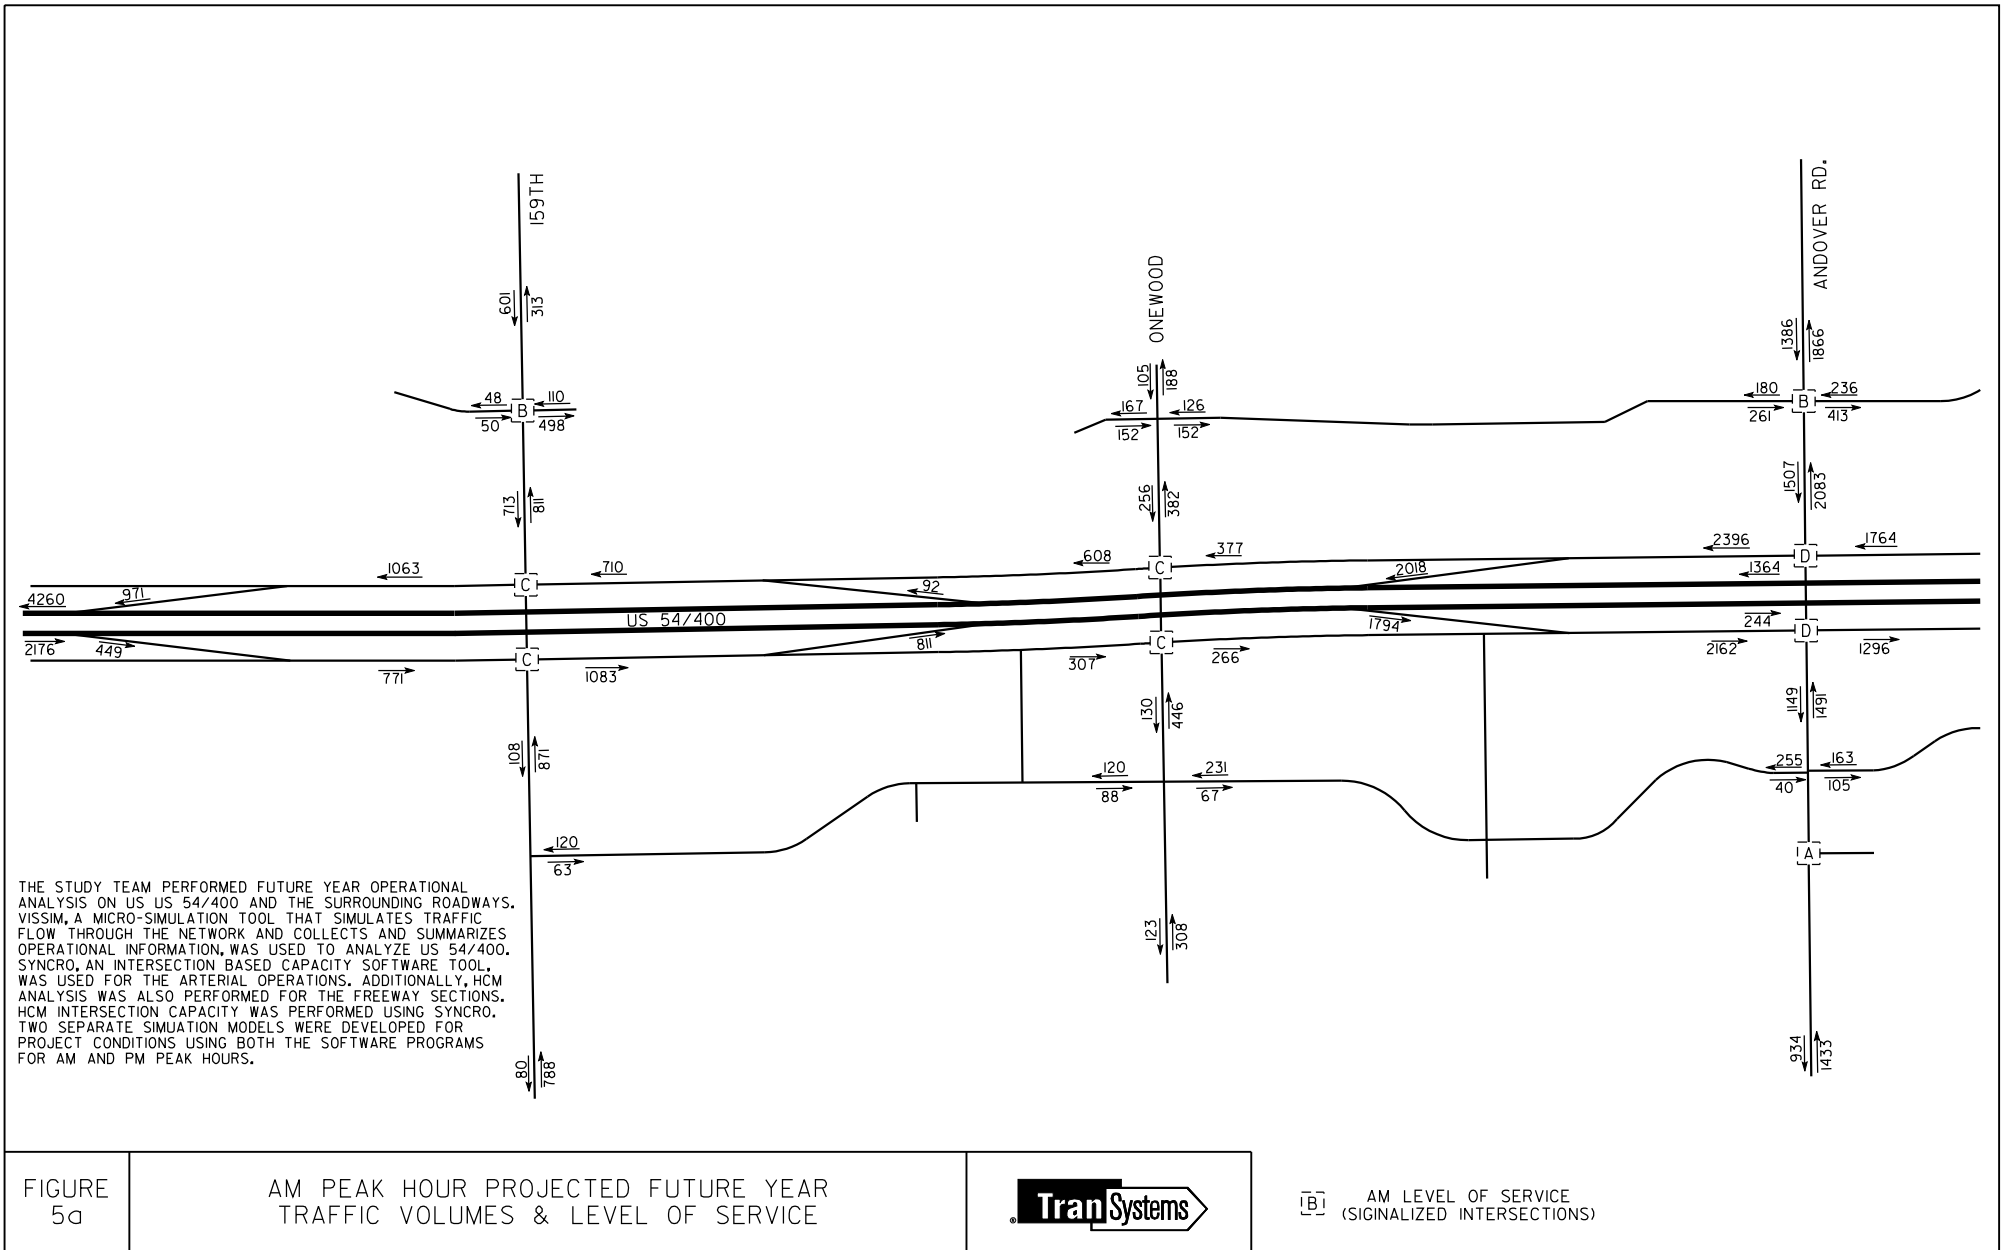 159TH
ANDOVER RD.
ONEWOOD
601
313
1386
1866
105
188
48
110
50
498
167
126
152
152
180
236
261
413
713
811
256
382
1507
2083
1063
710
608
377
2396
1764
C
C
D
B
B
4260
971
92
2018
1364
US 54/400
2176
449
811
1794
244
C
C
D
771
1083
307
266
2162
1296
108
871
130
446
1149
1491
120
231
88
67
255
163
40
105
120
63
A
123
308
80
788
934
1433
THE STUDY TEAM PERFORMED FUTURE YEAR OPERATIONAL
ANALYSIS ON US US 54/400 AND THE SURROUNDING ROADWAYS.
VISSIM, A MICRO-SIMULATION TOOL THAT SIMULATES TRAFFIC
FLOW THROUGH THE NETWORK AND COLLECTS AND SUMMARIZES
OPERATIONAL INFORMATION, WAS USED TO ANALYZE US 54/400.
SYNCRO, AN INTERSECTION BASED CAPACITY SOFTWARE TOOL,
WAS USED FOR THE ARTERIAL OPERATIONS. ADDITIONALLY, HCM
ANALYSIS WAS ALSO PERFORMED FOR THE FREEWAY SECTIONS.
HCM INTERSECTION CAPACITY WAS PERFORMED USING SYNCRO.
TWO SEPARATE SIMUATION MODELS WERE DEVELOPED FOR
PROJECT CONDITIONS USING BOTH THE SOFTWARE PROGRAMS
FOR AM AND PM PEAK HOURS.
FIGURE
5a
AM PEAK HOUR PROJECTED FUTURE YEAR
TRAFFIC VOLUMES & LEVEL OF SERVICE
® TranSystems
B
AM LEVEL OF SERVICE
(SIGINALIZED INTERSECTIONS)